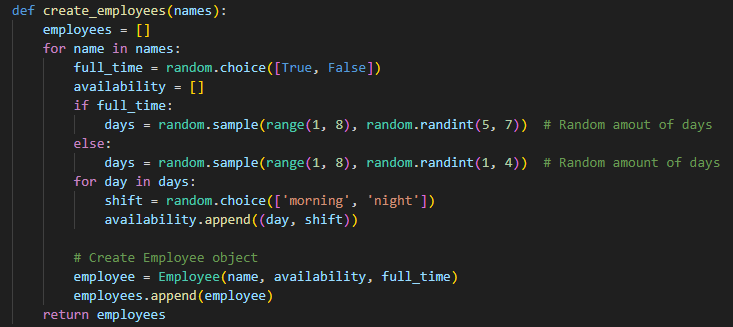 def create_employees(names):
    employees = []
    for name in names:
        full_time = random.choice([True, False])
        availability = []
        if full_time:
            days = random.sample(range(1, 8), random.randint(5, 7))  # Random amout of days
        else:
            days = random.sample(range(1, 8), random.randint(1, 4))  # Random amount of days
        for day in days:
            shift = random.choice(['morning', 'night'])
            availability.append((day, shift))

        # Create Employee object
        employee = Employee(name, availability, full_time)
        employees.append(employee)
    return employees